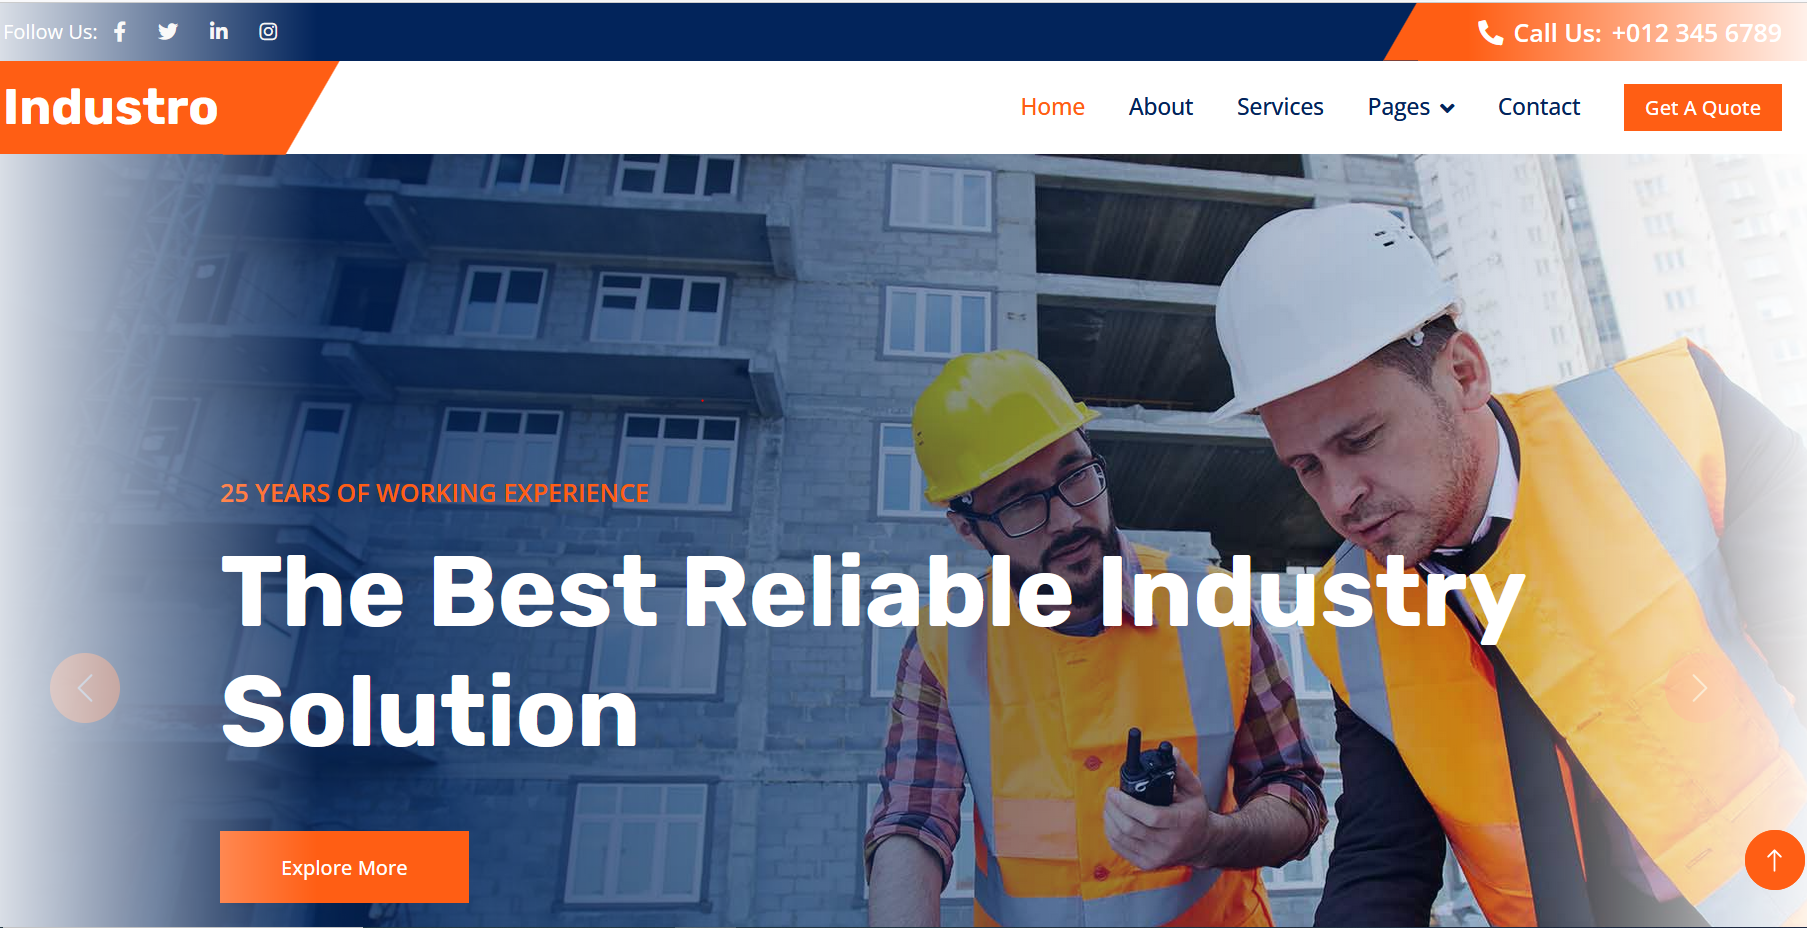 Follow Us:
Call Us: +012 345 6789
Industro
Home
About
Services
Pages
Contact
Get A Quote
25 YEARS OF WORKING EXPERIENCE
The Best Reliable Industry
Solution
Explore More